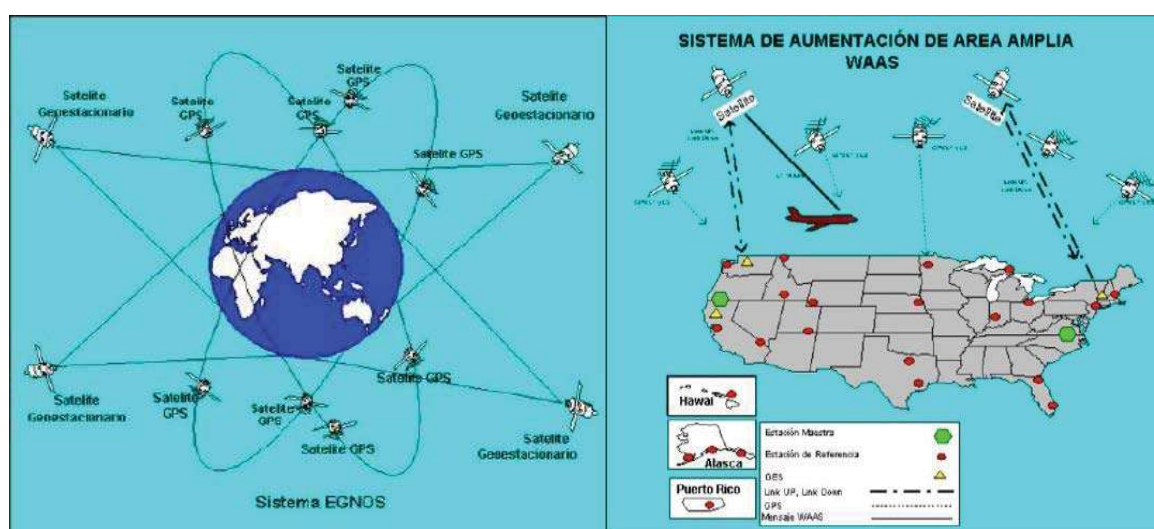 Satelite
Geoestacionario
Satelite
GPS
Satelite
GPS
Satelite
GPS
Satelite
Geoestacionario
Satelite GPS
Satelite
Geoestacionario
Satelite
GPS
Satelite
GPS
Satelite GPS
Satelite GPS
Satelite
Geoestacionario
Sistema EGNOS
SISTEMA DE AUMENTACIÓN DE AREA AMPLIA
WAAS
Satelite
Satelite
Hawai
Alasca
Puerto Rico
Estación Maestra
Estación de Referencia
GES
Link UP, Link Down
GPS
Mensaje WAAS